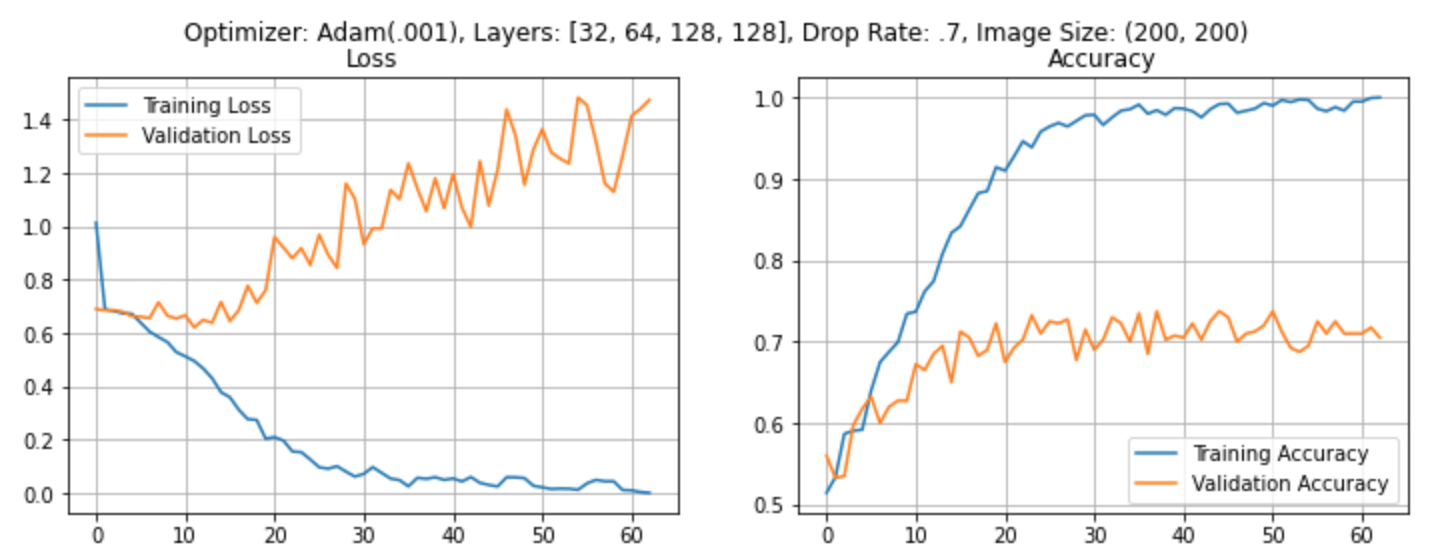 Optimizer: Adam(.001), Layers: [32, 64, 128, 128], Drop Rate: .7, Image Size: (200, 200)
Loss
Training Loss
Validation Loss
1.4
1.2
1.0
0.8
0.6
0.4
0.2
0.0
0 10 20 30 40 50 60
Accuracy
1.0
0.9
0.8
0.7
0.6
0.5
Training Accuracy
Validation Accuracy
0 10 20 30 40 50 60